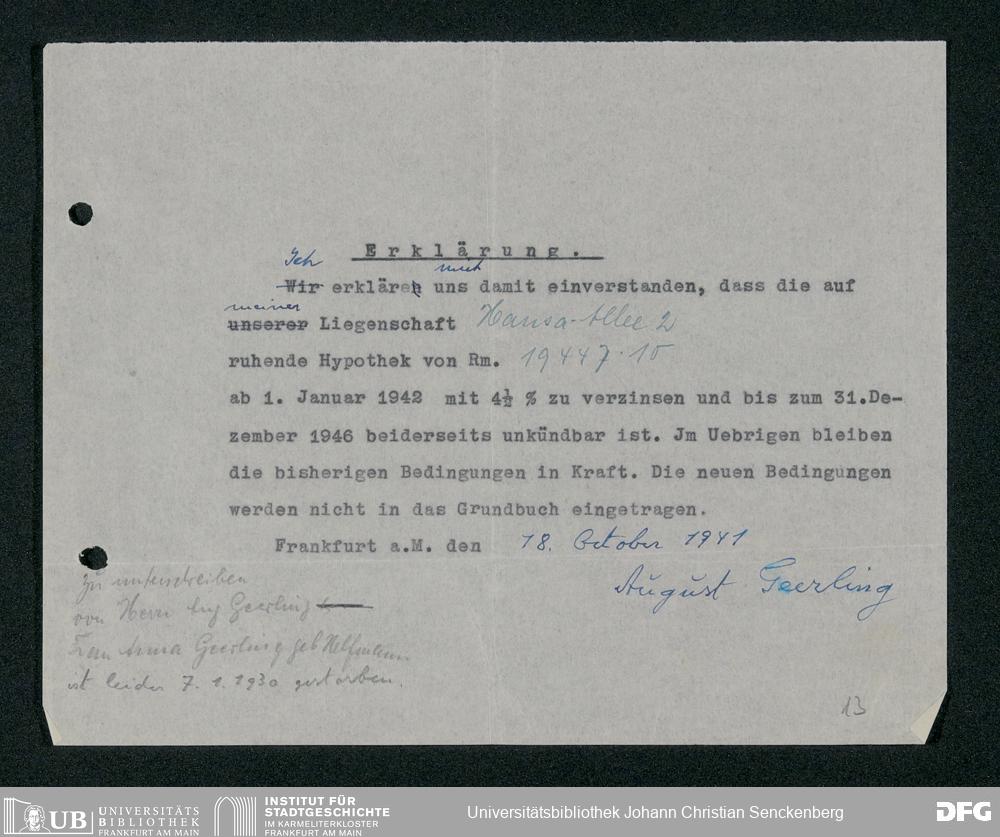 Erklärung.
Ich mich
Wir erklären uns damit einverstanden, dass die auf
meiner
unserer Liegenschaft Hansa-Allee 2
ruhende Hypothek von Rm. 19447.15
ab 1. Januar 1942 mit 4½ % zu verzinsen und bis zum 31.De-
zember 1946 beiderseits unkündbar ist. Jm Uebrigen bleiben
die bisherigen Bedingungen in Kraft. Die neuen Bedingungen
werden nicht in das Grundbuch eingetragen.
Frankfurt a.M. den 18. October 1941
August Geerling
zu unterschreiben
von Herrn Aug Geerling
Frau Anna Geerling geb Helfmann
ist leider 7. 1. 1930 gestorben.
13
UB UNIVERSITÄTS
BIBLIOTHEK
FRANKFURT AM MAIN
INSTITUT FÜR
STADTGESCHICHTE
IM KARMELITERKLOSTER
FRANKFURT AM MAIN
Universitätsbibliothek Johann Christian Senckenberg
DFG